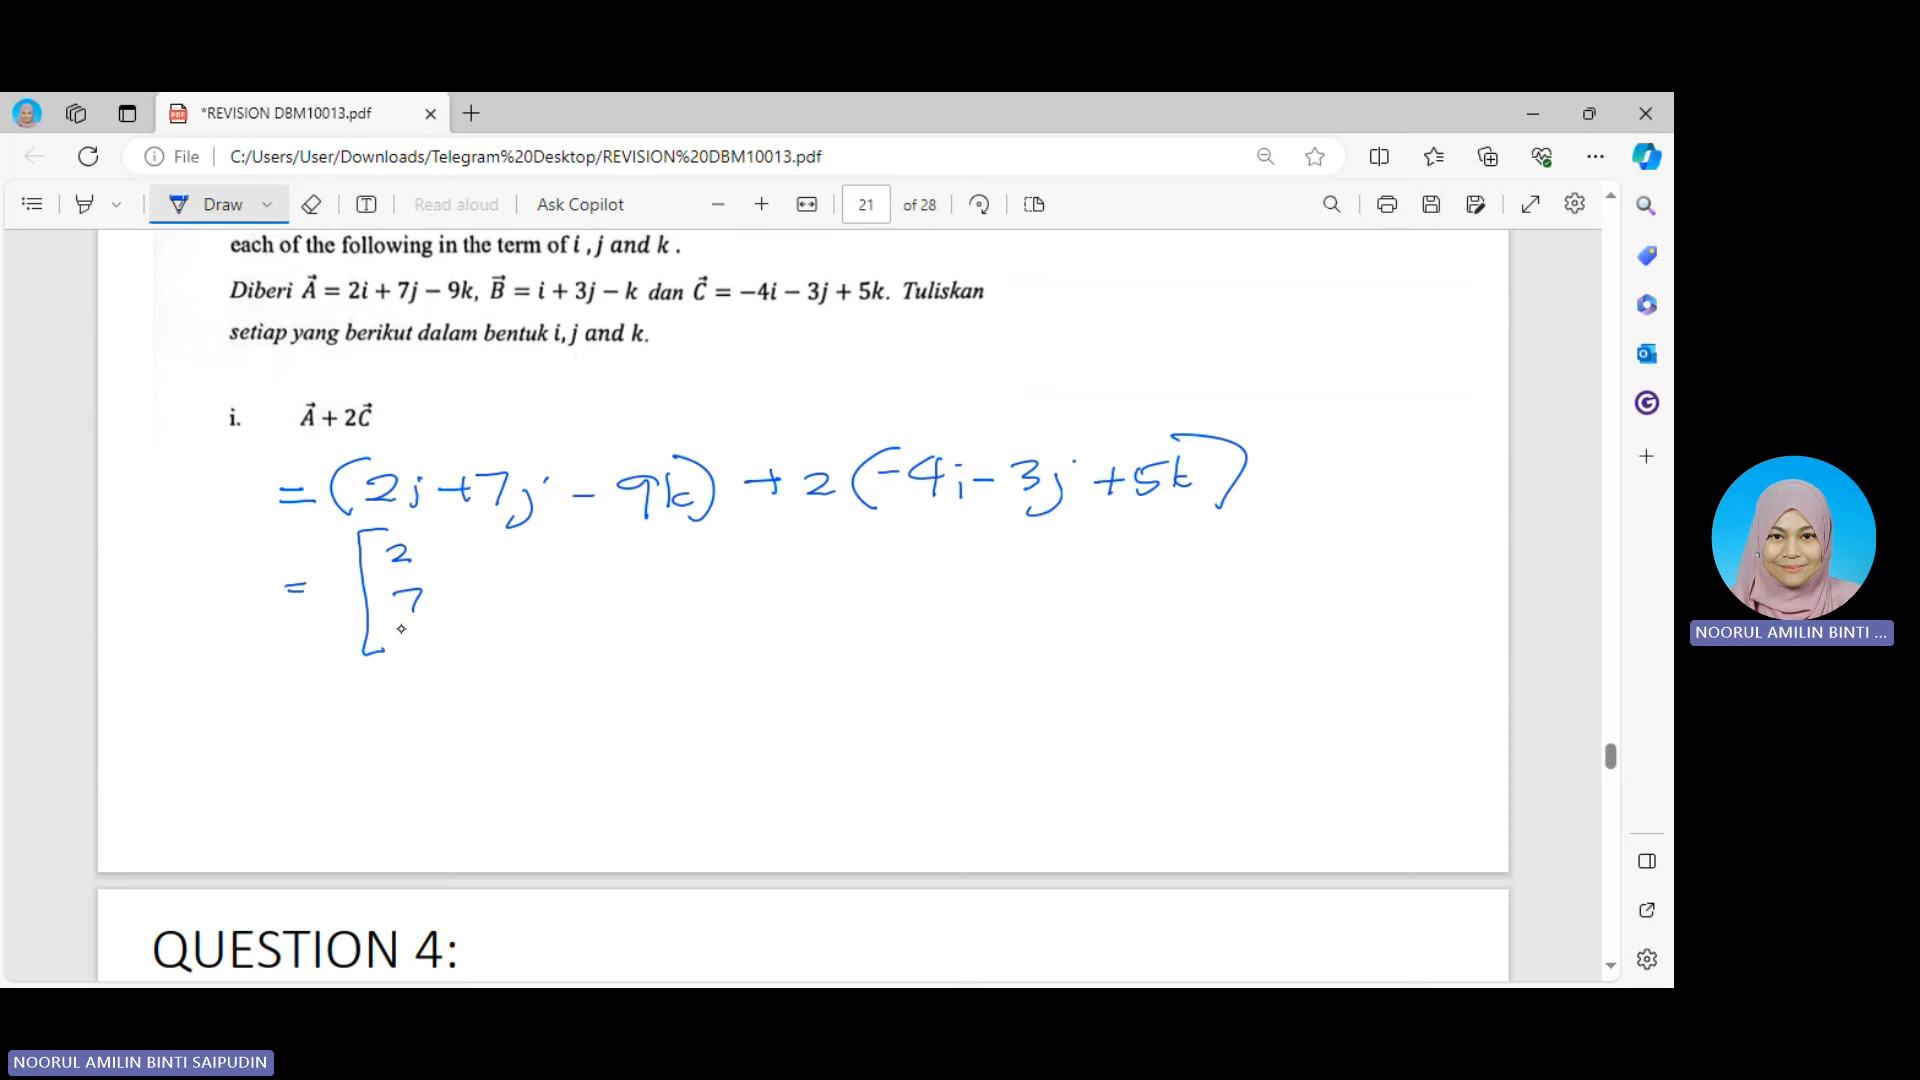 *REVISION DBM10013.pdf
File C:/Users/User/Downloads/Telegram%20Desktop/REVISION%20DBM10013.pdf
Draw Read aloud Ask Copilot 21 of 28
each of the following in the term of i , j and k .
Diberi A⃗ = 2i + 7j − 9k, B⃗ = i + 3j − k dan C⃗ = −4i − 3j + 5k. Tuliskan
setiap yang berikut dalam bentuk i, j and k.
i. A⃗ + 2C⃗
= (2i + 7j − 9k) + 2 (−4i − 3j + 5k)
= [ 2
7
QUESTION 4:
NOORUL AMILIN BINTI ...
NOORUL AMILIN BINTI SAIPUDIN